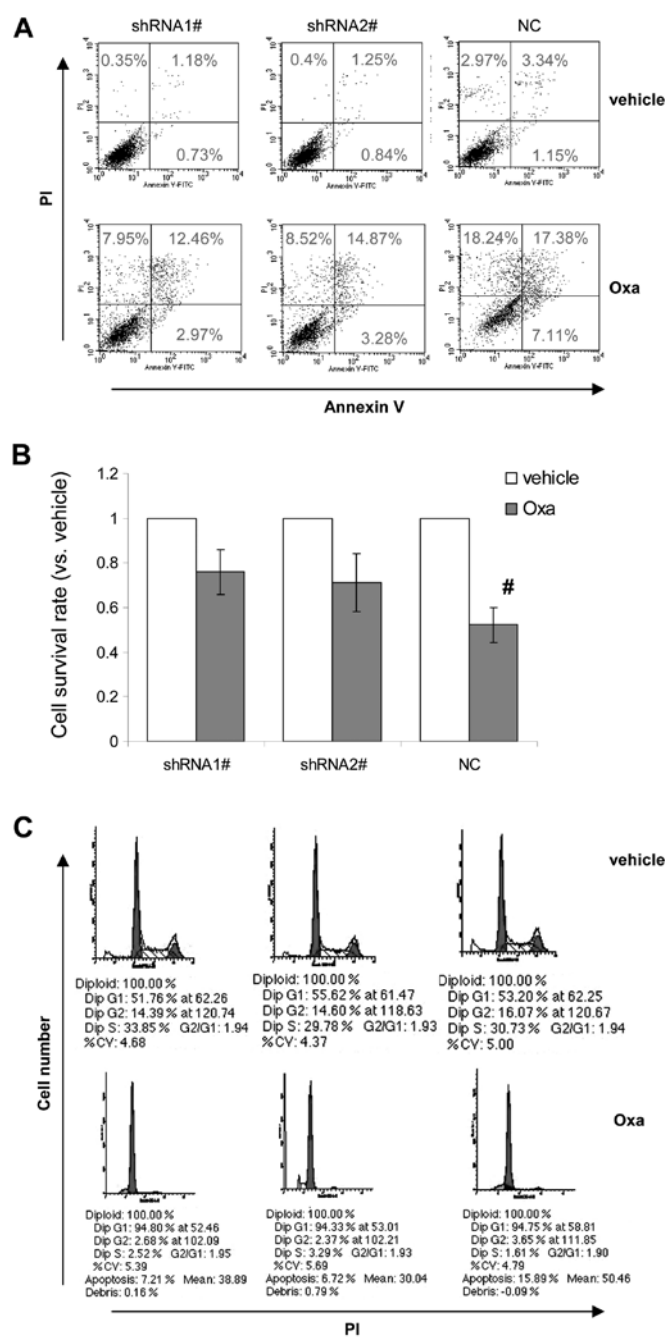 A
shRNA1# shRNA2# NC
0.35% 1.18% 0.4% 1.25% 2.97% 3.34%
vehicle
0.73% 0.84% 1.15%
Annexin V-FITC Annexin V-FITC Annexin V-FITC
PI
7.95% 12.46% 8.52% 14.87% 18.24% 17.38%
Oxa
2.97% 3.28% 7.11%
Annexin V-FITC Annexin V-FITC Annexin V-FITC
Annexin V
B
Cell survival rate (vs. vehicle)
1.2
1
0.8
0.6
0.4
0.2
0
vehicle
Oxa
#
shRNA1# shRNA2# NC
C
vehicle
Cell number
Diploid: 100.00 %
Dip G1: 51.76 % at 62.26
Dip G2: 14.39 % at 120.74
Dip S: 33.85 % G2/G1: 1.94
%CV: 4.68
Diploid: 100.00 %
Dip G1: 55.62 % at 61.47
Dip G2: 14.60 % at 118.63
Dip S: 29.78 % G2/G1: 1.93
%CV: 4.37
Diploid: 100.00 %
Dip G1: 53.20 % at 62.25
Dip G2: 16.07 % at 120.67
Dip S: 30.73 % G2/G1: 1.94
%CV: 5.00
Oxa
Diploid: 100.00 %
Dip G1: 94.80 % at 52.46
Dip G2: 2.68 % at 102.09
Dip S: 2.52 % G2/G1: 1.95
%CV: 5.39
Apoptosis: 7.21 % Mean: 38.89
Debris: 0.16 %
Diploid: 100.00 %
Dip G1: 94.33 % at 53.01
Dip G2: 2.37 % at 102.21
Dip S: 3.29 % G2/G1: 1.93
%CV: 5.69
Apoptosis: 6.72 % Mean: 30.04
Debris: 0.79 %
Diploid: 100.00 %
Dip G1: 94.75 % at 58.81
Dip G2: 3.65 % at 111.85
Dip S: 1.61 % G2/G1: 1.90
%CV: 4.79
Apoptosis: 15.89 % Mean: 50.46
Debris: -0.09 %
PI